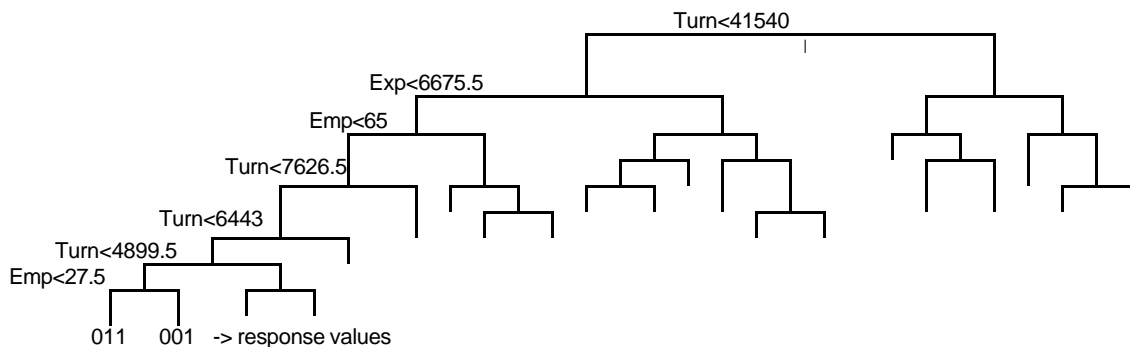 Turn<41540
Exp<6675.5
Emp<65
Turn<7626.5
Turn<6443
Turn<4899.5
Emp<27.5
011 001 -> response values